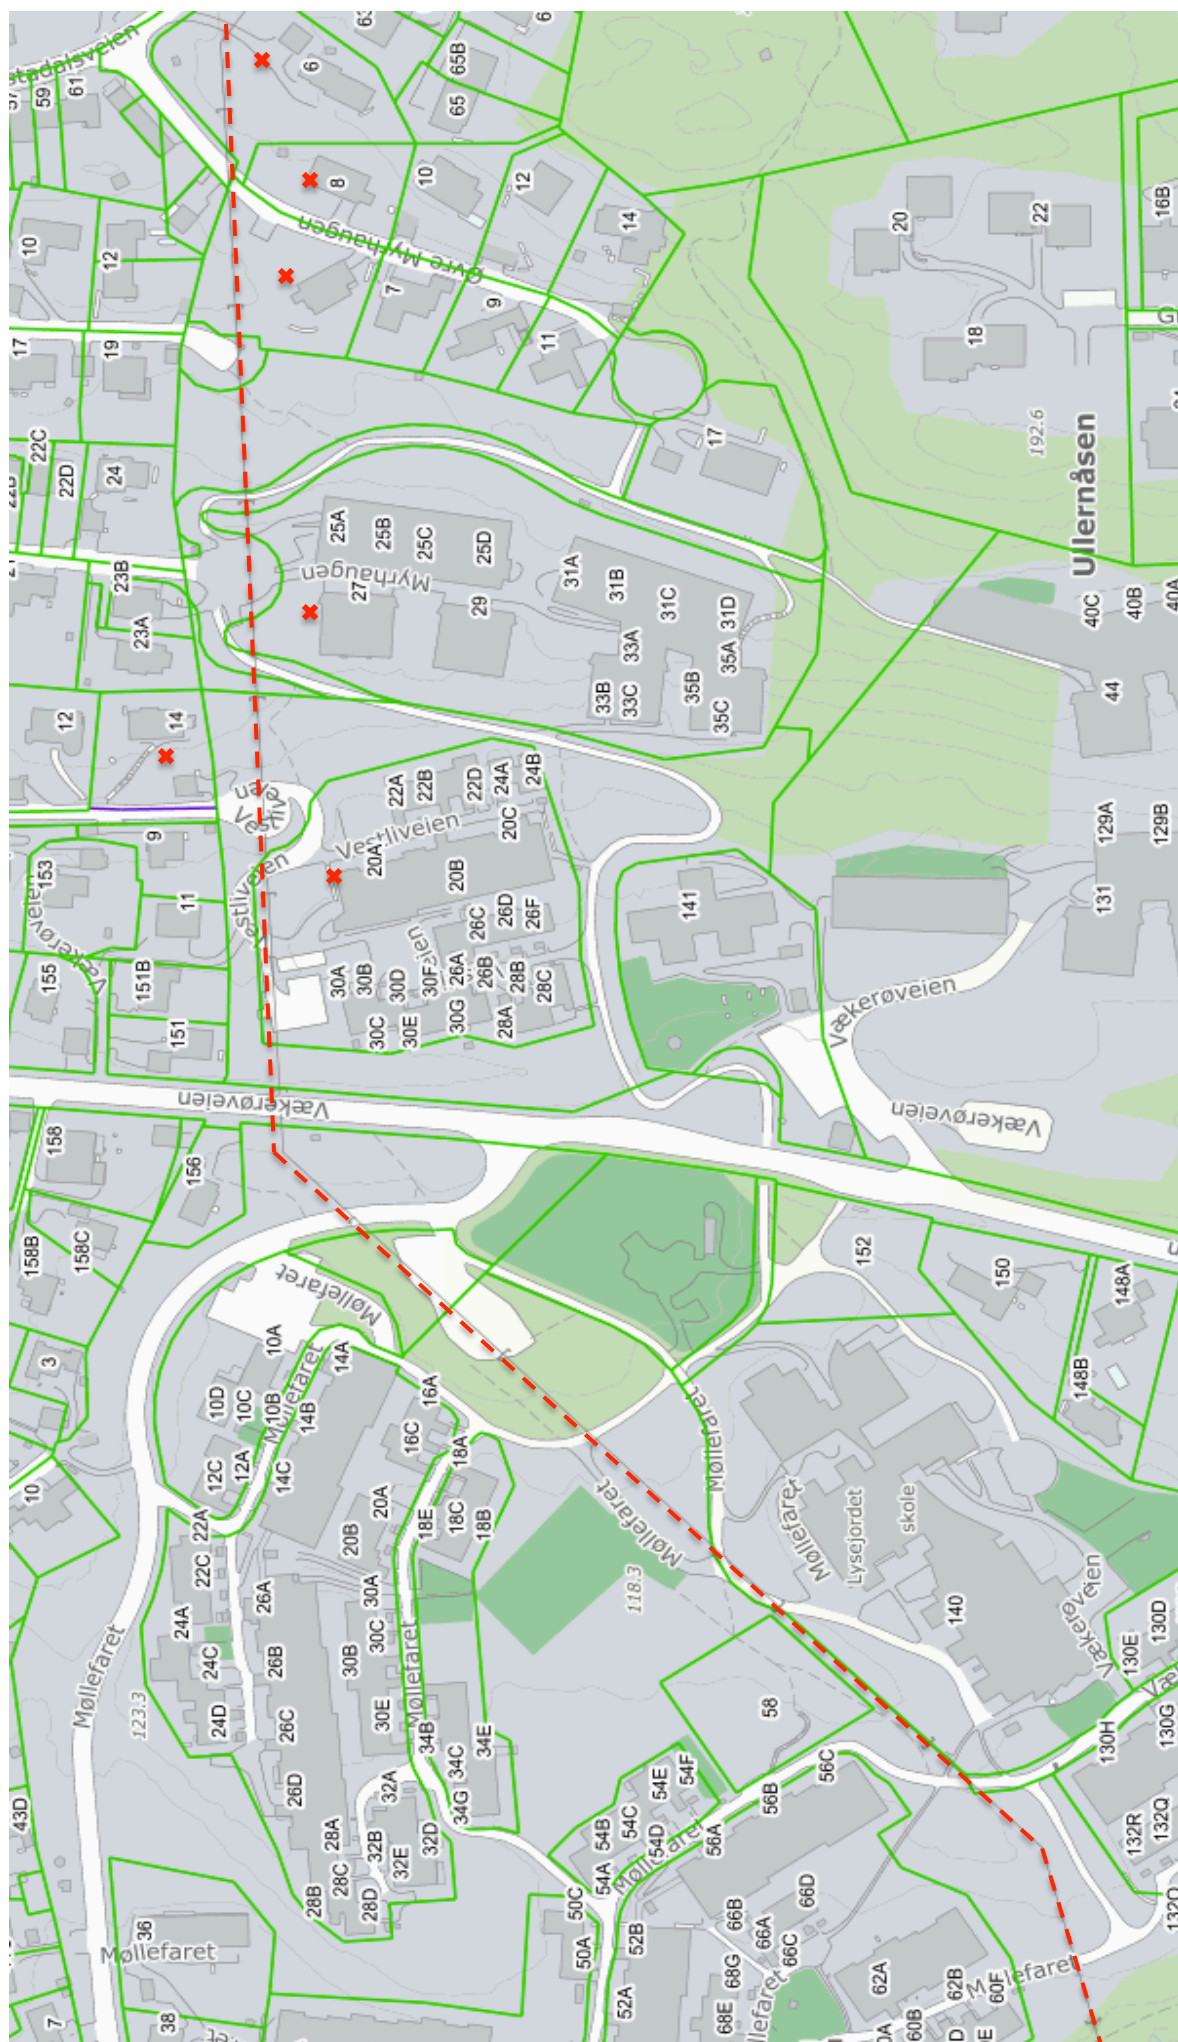 59
61
65B
65
6
8
10
12
14
Øvre Myrhaugen
7
9
11
10
12
17
19
20
22
18
16B
192.6
Ullernåsen
17
22C
22D
24
23B
23A
25A
25B
25C
25D
Myrhaugen
27
29
31A
31B
31C
31D
33A
33B
33C
35A
35B
35C
40C
40B
40A
44
12
14
9
11
153
155
151B
151
Vækerøveien
Vestliveien
Vestliveien
20A
20B
20C
22A
22B
22D
24A
24B
26A
26B
26C
26D
26F
28A
28B
28C
30A
30B
30C
30D
30E
30F
30G
141
129A
129B
131
Vækerøveien
Vækerøveien
Vækerøveien
158
156
158B
158C
3
10
152
150
148A
148B
Møllefaret
10A
10B
10C
10D
12A
12C
14A
14B
14C
Møllefaret
16A
16C
18A
18B
18C
18E
20A
20B
22A
22C
24A
24C
24D
26A
26B
26C
26D
28A
28B
28C
28D
30A
30B
30C
30E
32A
32B
32D
32E
34B
34C
34E
34G
Møllefaret
Møllefaret
123.3
118.3
Møllefaret
Møllefaret
Møllefaret
Lysejordet
skole
140
Vækerøveien
130D
130E
130G
130H
132R
132Q
58
54A
54B
54C
54D
54E
54F
56A
56B
56C
Møllefaret
50A
50C
52A
52B
66A
66B
66C
66D
68E
68G
62A
62B
60B
60F
43D
36
Møllefaret
38
7